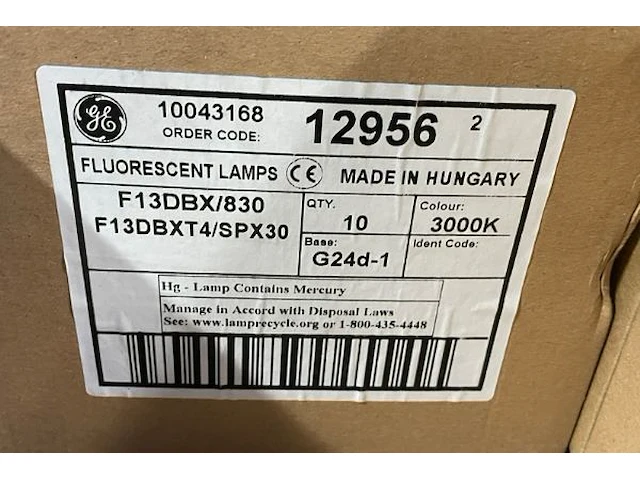 GE
10043168
ORDER CODE: 12956 2
FLUORESCENT LAMPS CE MADE IN HUNGARY
F13DBX/830
F13DBXT4/SPX30
QTY.
10
Colour:
3000K
Base:
G24d-1
Ident Code:
Hg - Lamp Contains Mercury
Manage in Accord with Disposal Laws
See: www.lamprecycle.org or 1-800-435-4448